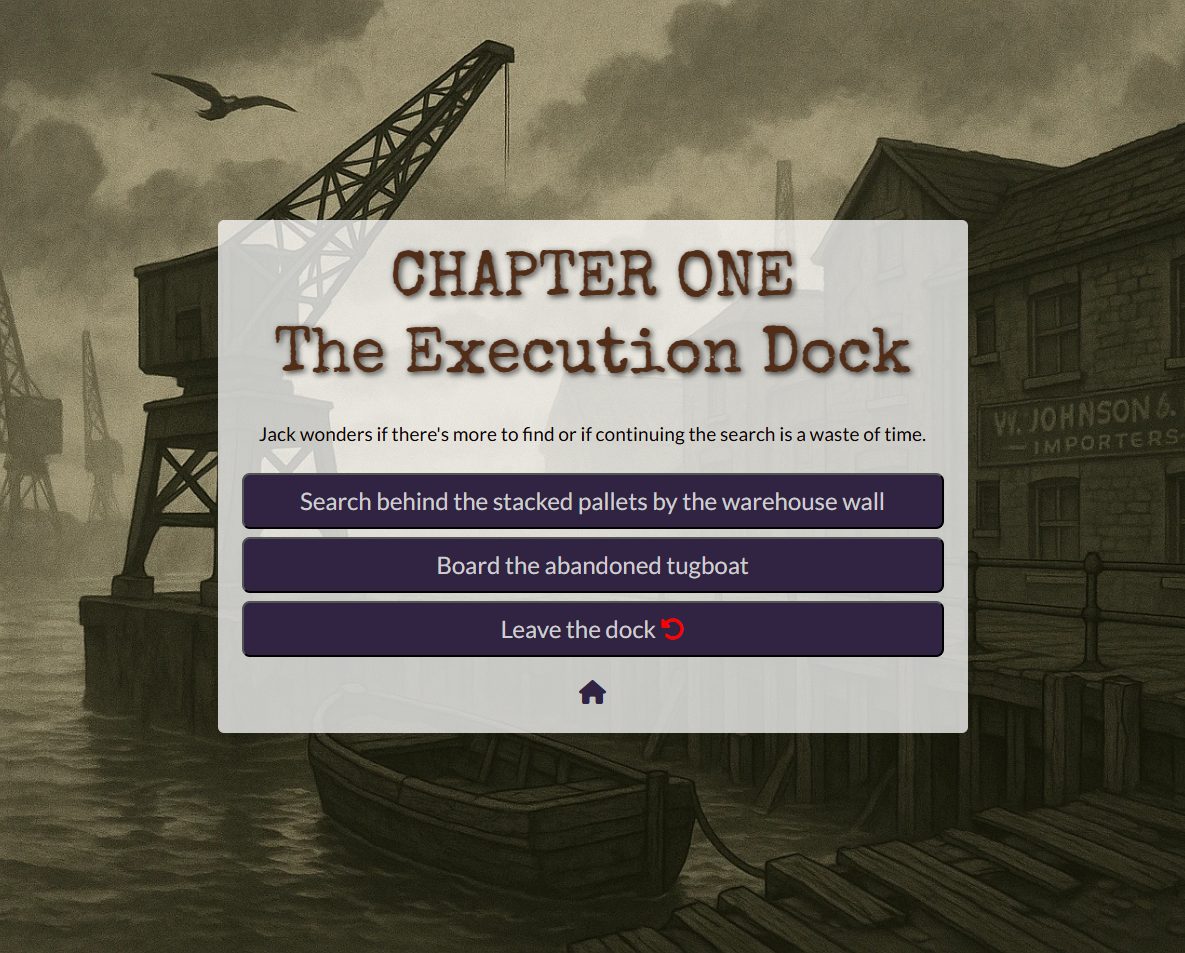 CHAPTER ONE
The Execution Dock
Jack wonders if there's more to find or if continuing the search is a waste of time.
Search behind the stacked pallets by the warehouse wall
Board the abandoned tugboat
Leave the dock
W. JOHNSON &.
— IMPORTERS